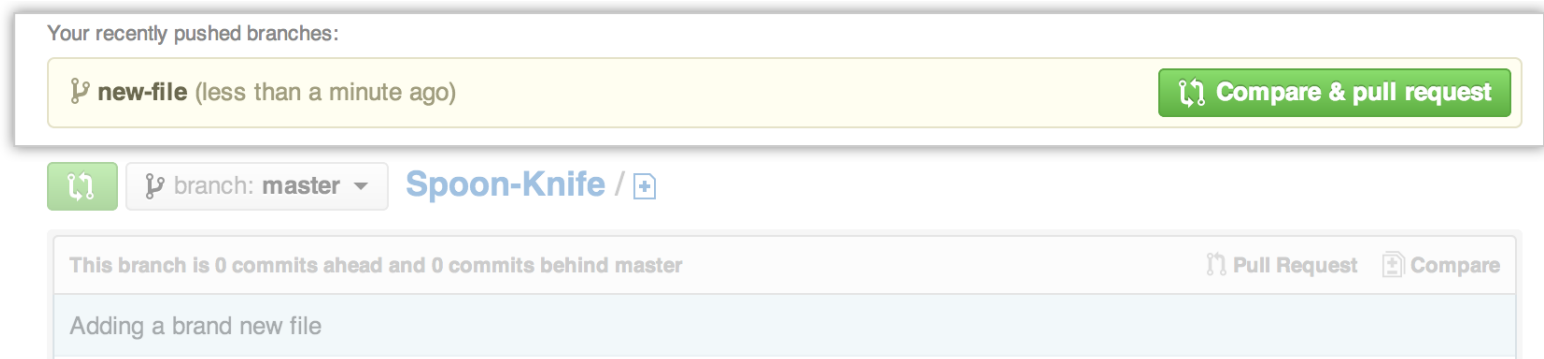 Your recently pushed branches:
new-file (less than a minute ago) Compare & pull request
branch: master Spoon-Knife /
This branch is 0 commits ahead and 0 commits behind master Pull Request Compare
Adding a brand new file